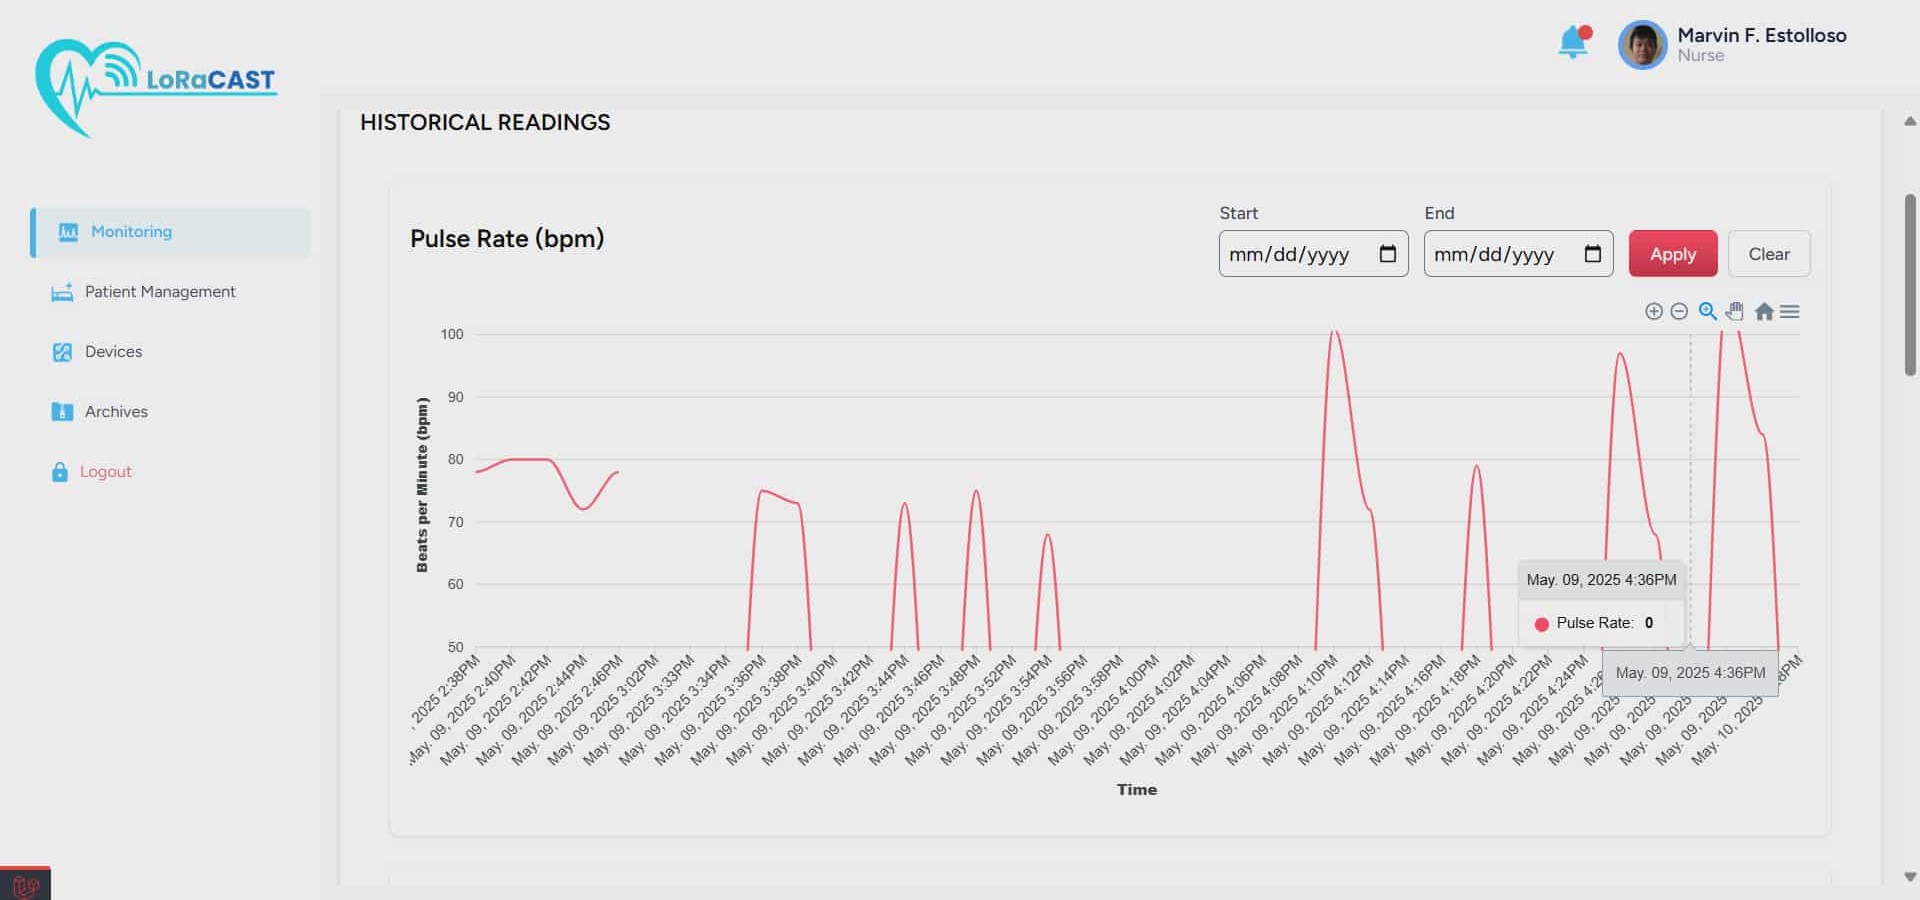 LoRaCAST
Marvin F. Estolloso
Nurse
Monitoring
Patient Management
Devices
Archives
Logout
HISTORICAL READINGS
Pulse Rate (bpm)
Start
End
mm/dd/yyyy
mm/dd/yyyy
Apply
Clear
100
90
80
70
60
50
Beats per Minute (bpm)
May. 09, 2025 4:36PM
Pulse Rate: 0
May. 09, 2025 4:36PM
, 2025 2:38PM
May. 09, 2025 2:40PM
May. 09, 2025 2:42PM
May. 09, 2025 2:44PM
May. 09, 2025 2:46PM
May. 09, 2025 3:02PM
May. 09, 2025 3:33PM
May. 09, 2025 3:34PM
May. 09, 2025 3:36PM
May. 09, 2025 3:38PM
May. 09, 2025 3:40PM
May. 09, 2025 3:42PM
May. 09, 2025 3:44PM
May. 09, 2025 3:46PM
May. 09, 2025 3:48PM
May. 09, 2025 3:52PM
May. 09, 2025 3:54PM
May. 09, 2025 3:56PM
May. 09, 2025 3:58PM
May. 09, 2025 4:00PM
May. 09, 2025 4:02PM
May. 09, 2025 4:04PM
May. 09, 2025 4:06PM
May. 09, 2025 4:08PM
May. 09, 2025 4:10PM
May. 09, 2025 4:12PM
May. 09, 2025 4:14PM
May. 09, 2025 4:16PM
May. 09, 2025 4:18PM
May. 09, 2025 4:20PM
May. 09, 2025 4:22PM
May. 09, 2025 4:24PM
May. 09, 2025
May. 09, 2025
May. 09, 2025
May. 09, 2025
May. 09, 2025
May. 10, 2025
Time